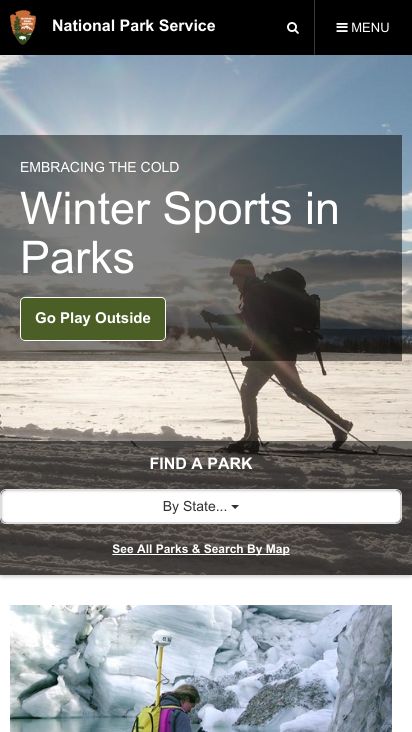 National Park Service
MENU
EMBRACING THE COLD
Winter Sports in
Parks
Go Play Outside
FIND A PARK
By State...
See All Parks & Search By Map